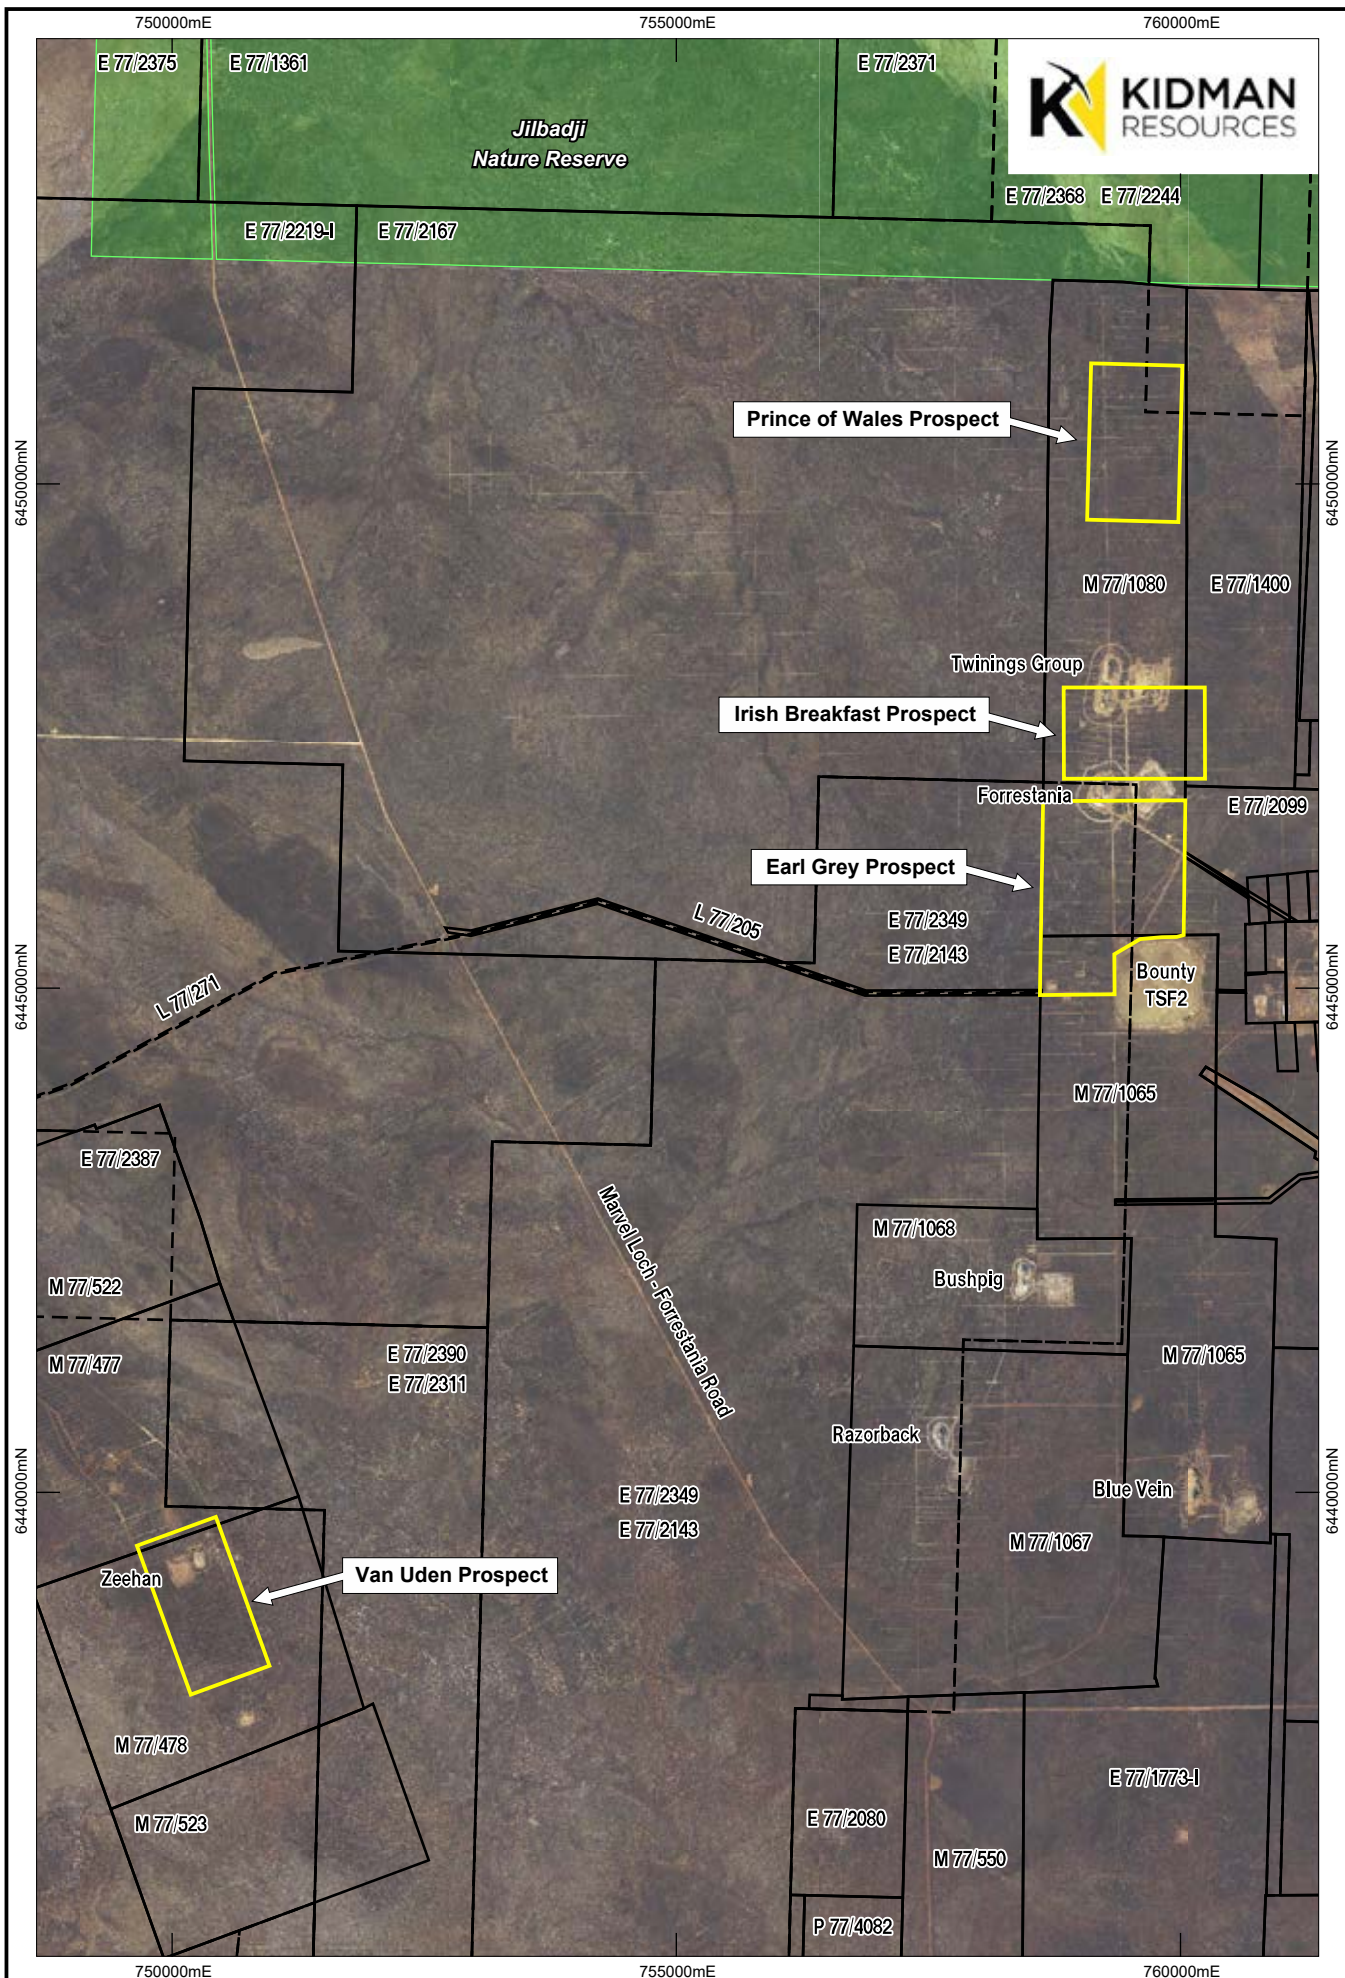 750000mE
755000mE
760000mE
E 77/2375
E 77/1361
E 77/2371
KIDMAN
RESOURCES
Jilbadji
Nature Reserve
E 77/2368
E 77/2244
E 77/2219-I
E 77/2167
Prince of Wales Prospect
6450000mN
6450000mN
M 77/1080
E 77/1400
Twinings Group
Irish Breakfast Prospect
Forrestania
E 77/2099
Earl Grey Prospect
L 77/205
E 77/2349
E 77/2143
Bounty
TSF2
L 77/271
6445000mN
6445000mN
M 77/1065
E 77/2387
Marvel Loch - Forrestania Road
M 77/1068
Bushpig
M 77/522
M 77/477
E 77/2390
E 77/2311
M 77/1065
Razorback
6440000mN
6440000mN
E 77/2349
E 77/2143
Blue Vein
M 77/1067
Zeehan
Van Uden Prospect
M 77/478
E 77/1773-I
M 77/523
E 77/2080
M 77/550
P 77/4082
750000mE
755000mE
760000mE